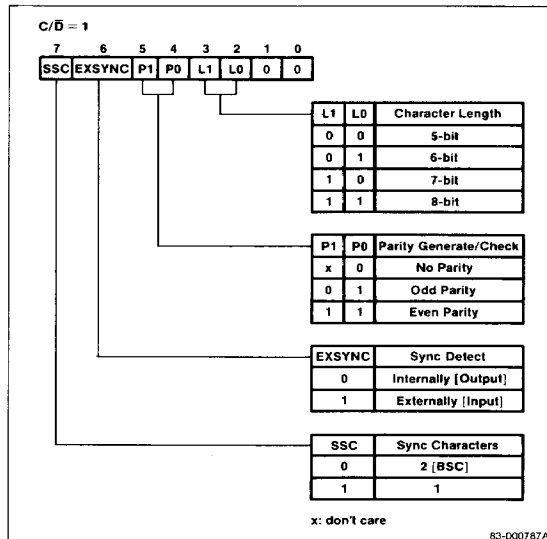 C/D̅ = 1
7 6 5 4 3 2 1 0
SSC EXSYNC P1 P0 L1 L0 0 0
L1 L0 Character Length
0 0 5-bit
0 1 6-bit
1 0 7-bit
1 1 8-bit
P1 P0 Parity Generate/Check
x 0 No Parity
0 1 Odd Parity
1 1 Even Parity
EXSYNC Sync Detect
0 Internally [Output]
1 Externally [Input]
SSC Sync Characters
0 2 [BSC]
1 1
x: don't care
83-000787A